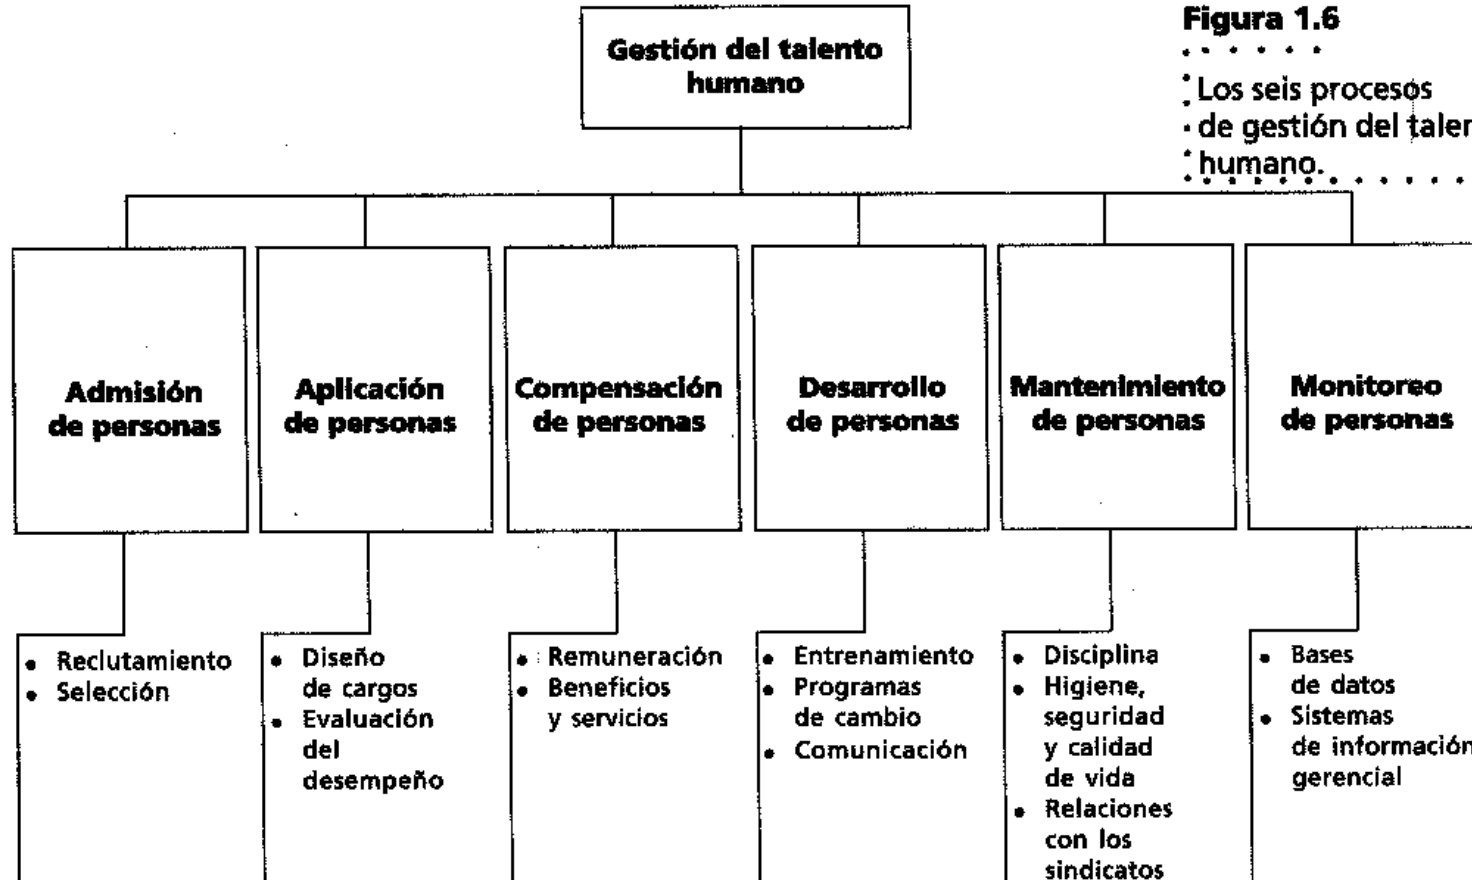 Figura 1.6
Los seis procesos
de gestión del
humano.
Gestión del talento
humano
Admisión
de personas
Aplicación
de personas
Compensación
de personas
Desarrollo
de personas
Mantenimiento
de personas
Monitoreo
de personas
• Reclutamiento
• Selección
• Diseño
de cargos
• Evaluación
del
desempeño
• Remuneración
• Beneficios
y servicios
• Entrenamiento
• Programas
de cambio
• Comunicación
• Disciplina
• Higiene,
seguridad
y calidad
de vida
• Relaciones
con los
sindicatos
• Bases
de datos
• Sistemas
de información
gerencial